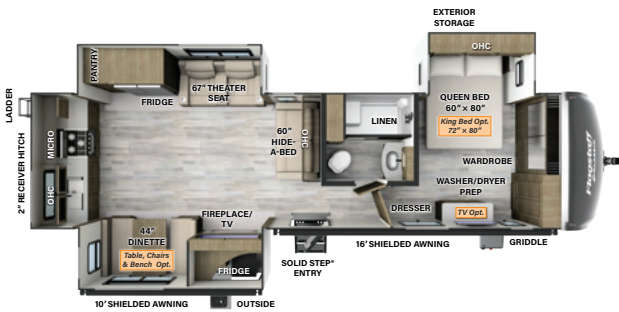 EXTERIOR
STORAGE
OHC
PANTRY
67" THEATER
SEAT
FRIDGE
QUEEN BED
60" × 80"
King Bed Opt.
72" × 80"
LADDER
2" RECEIVER HITCH
MICRO
OHC
60"
HIDE-
A-BED
OHC
LINEN
WARDROBE
WASHER/DRYER
PREP
DRESSER
TV Opt.
Flagstaff
FIREPLACE/
TV
44"
DINETTE
Table, Chairs
& Bench Opt.
FRIDGE
SOLID STEP®
ENTRY
16' SHIELDED AWNING
GRIDDLE
10' SHIELDED AWNING
OUTSIDE